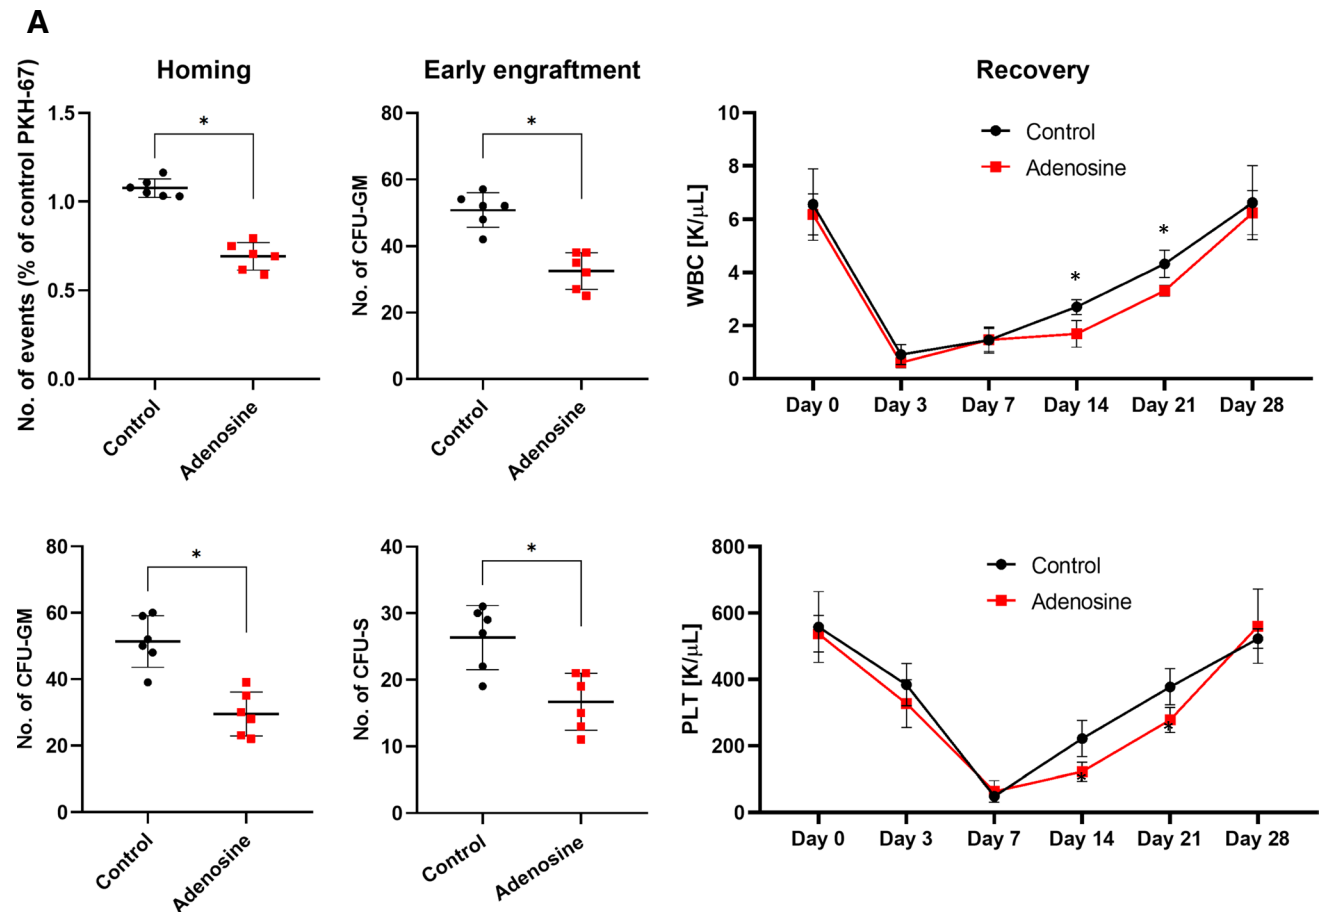 A
Homing
No. of events (% of control PKH-67)
1.5
1.0
0.5
0.0
*
Control
Adenosine
Early engraftment
No. of CFU-GM
80
60
40
20
0
*
Control
Adenosine
Recovery
WBC [K/μL]
10
8
6
4
2
0
Control
Adenosine
*
*
Day 0 Day 3 Day 7 Day 14 Day 21 Day 28
No. of CFU-GM
80
60
40
20
0
*
Control
Adenosine
No. of CFU-S
40
30
20
10
0
*
Control
Adenosine
PLT [K/μL]
800
600
400
200
0
Control
Adenosine
*
*
Day 0 Day 3 Day 7 Day 14 Day 21 Day 28